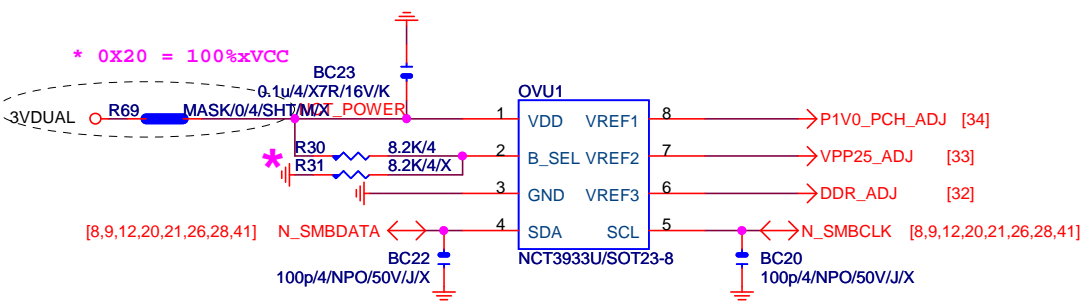 * 0X20 = 100%xVCC
BC23
0.1u/4/X7R/16V/K
3VDUAL
R69
MASK/0/4/SHT/M/X
NCT_POWER
OVU1
1
VDD
VREF1
8
P1V0_PCH_ADJ [34]
*
R30
8.2K/4
2
B_SEL
VREF2
7
VPP25_ADJ [33]
R31
8.2K/4/X
3
GND
VREF3
6
DDR_ADJ [32]
[8,9,12,20,21,26,28,41] N_SMBDATA
4
SDA
SCL
5
N_SMBCLK [8,9,12,20,21,26,28,41]
BC22
100p/4/NPO/50V/J/X
NCT3933U/SOT23-8
BC20
100p/4/NPO/50V/J/X